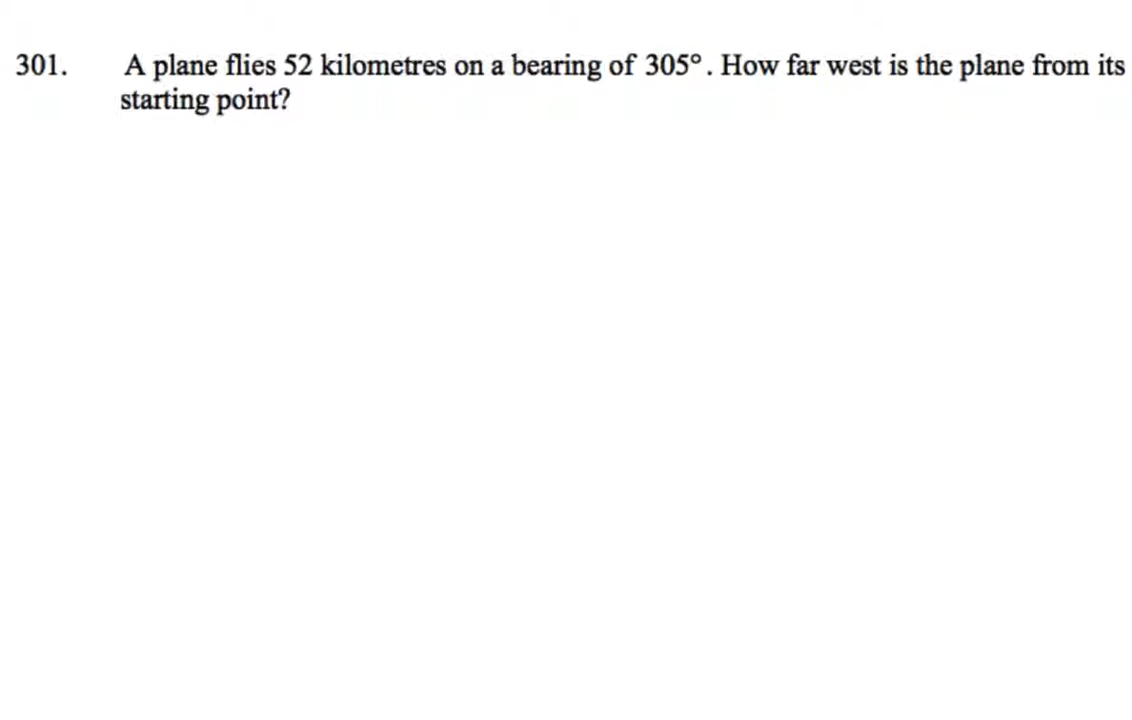 301. A plane flies 52 kilometres on a bearing of 305°. How far west is the plane from its
starting point?